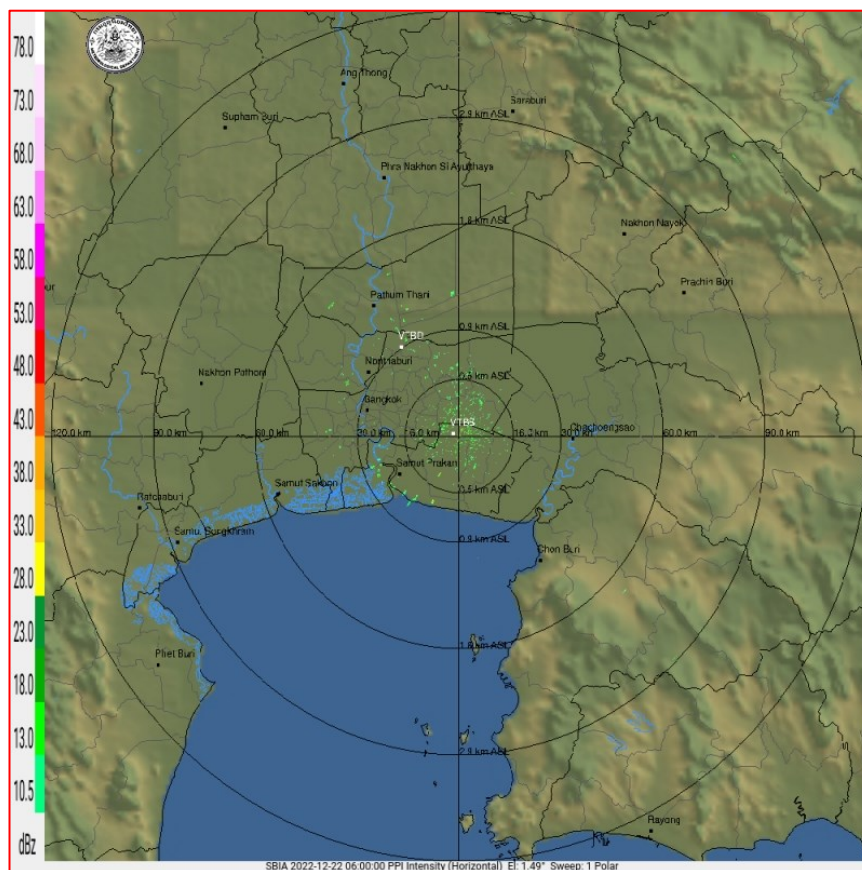 78.0
73.0
68.0
63.0
58.0
53.0
48.0
43.0
38.0
33.0
28.0
23.0
18.0
13.0
10.5
dBz
Ang Thong
Saraburi
2.9 km ASL
Supham Buri
Phra Nakhon Si Ayutthaya
1.8 km ASL
Nakhon Nayok
Prachin Buri
ur
Pathum Thani
0.9 km ASL
VTBD
Nonthaburi
Nakhon Pathom
0.5 km ASL
Bangkok
VTBS
Chachoengsao
120.0 km
90.0 km
60.0 km
30.0 km
15.0 km
15.0 km
30.0 km
60.0 km
90.0 km
Samut Prakan
0.5 km ASL
Samut Sakhon
Ratchaburi
0.9 km ASL
Samut Songkhram
Chon Buri
1.8 km ASL
Phet Buri
2.9 km ASL
Rayong
SBIA 2022-12-22 06:00:00 PPI Intensity (Horizontal) El: 1.49° Sweep: 1 Polar